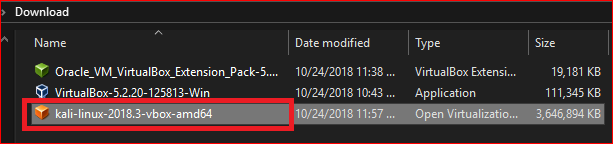 Download
Name Date modified Type Size
Oracle_VM_VirtualBox_Extension_Pack-5.... 10/24/2018 11:38 ... VirtualBox Extensi... 19,181 KB
VirtualBox-5.2.20-125813-Win 10/24/2018 10:43 ... Application 111,345 KB
kali-linux-2018.3-vbox-amd64 10/24/2018 11:57 ... Open Virtualizatio... 3,646,894 KB